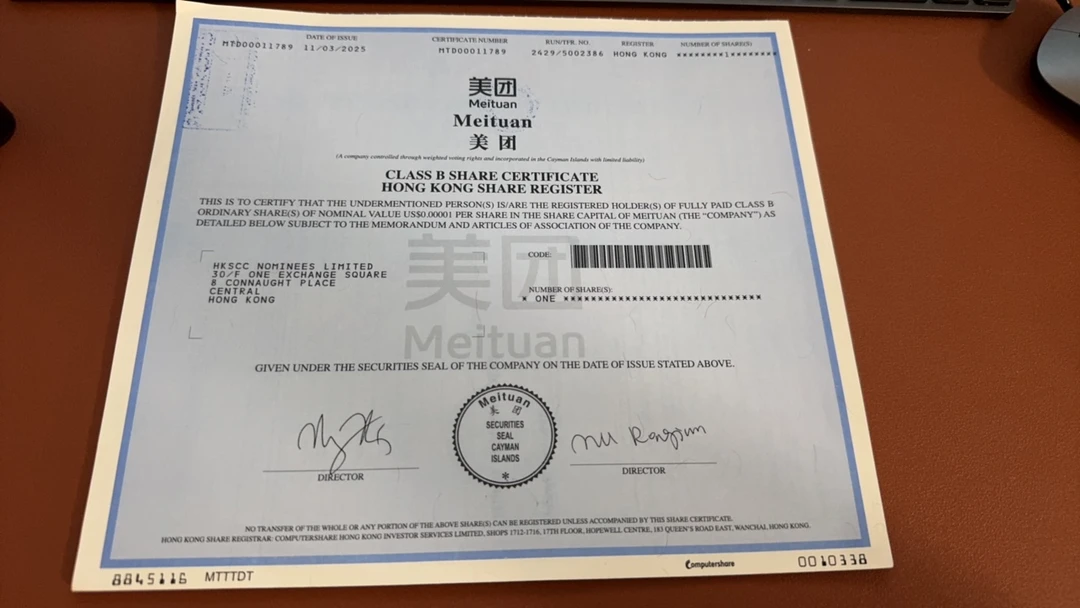 DATE OF ISSUE
CERTIFICATE NUMBER
RUN/TFR. NO.
REGISTER
NUMBER OF SHARE(S)
MTD00011789 11/03/2025 MTD00011789 2429/5002386 HONG KONG ********1********
美团
Meituan
Meituan
美 团
(A company controlled through weighted voting rights and incorporated in the Cayman Islands with limited liability)
CLASS B SHARE CERTIFICATE
HONG KONG SHARE REGISTER
THIS IS TO CERTIFY THAT THE UNDERMENTIONED PERSON(S) IS/ARE THE REGISTERED HOLDER(S) OF FULLY PAID CLASS B
ORDINARY SHARE(S) OF NOMINAL VALUE US$0.00001 PER SHARE IN THE SHARE CAPITAL OF MEITUAN (THE “COMPANY”) AS
DETAILED BELOW SUBJECT TO THE MEMORANDUM AND ARTICLES OF ASSOCIATION OF THE COMPANY.
HKSCC NOMINEES LIMITED
30/F ONE EXCHANGE SQUARE
8 CONNAUGHT PLACE
CENTRAL
HONG KONG
CODE:
NUMBER OF SHARE(S):
* ONE ******************************
美团
Meituan
GIVEN UNDER THE SECURITIES SEAL OF THE COMPANY ON THE DATE OF ISSUE STATED ABOVE.
Meituan
美 团
SECURITIES
SEAL
CAYMAN
ISLANDS
*
DIRECTOR
DIRECTOR
NO TRANSFER OF THE WHOLE OR ANY PORTION OF THE ABOVE SHARE(S) CAN BE REGISTERED UNLESS ACCOMPANIED BY THIS SHARE CERTIFICATE.
HONG KONG SHARE REGISTRAR: COMPUTERSHARE HONG KONG INVESTOR SERVICES LIMITED, SHOPS 1712-1716, 17TH FLOOR, HOPEWELL CENTRE, 183 QUEEN'S ROAD EAST, WANCHAI, HONG KONG.
8845116 MTTTDT
Computershare
0010338